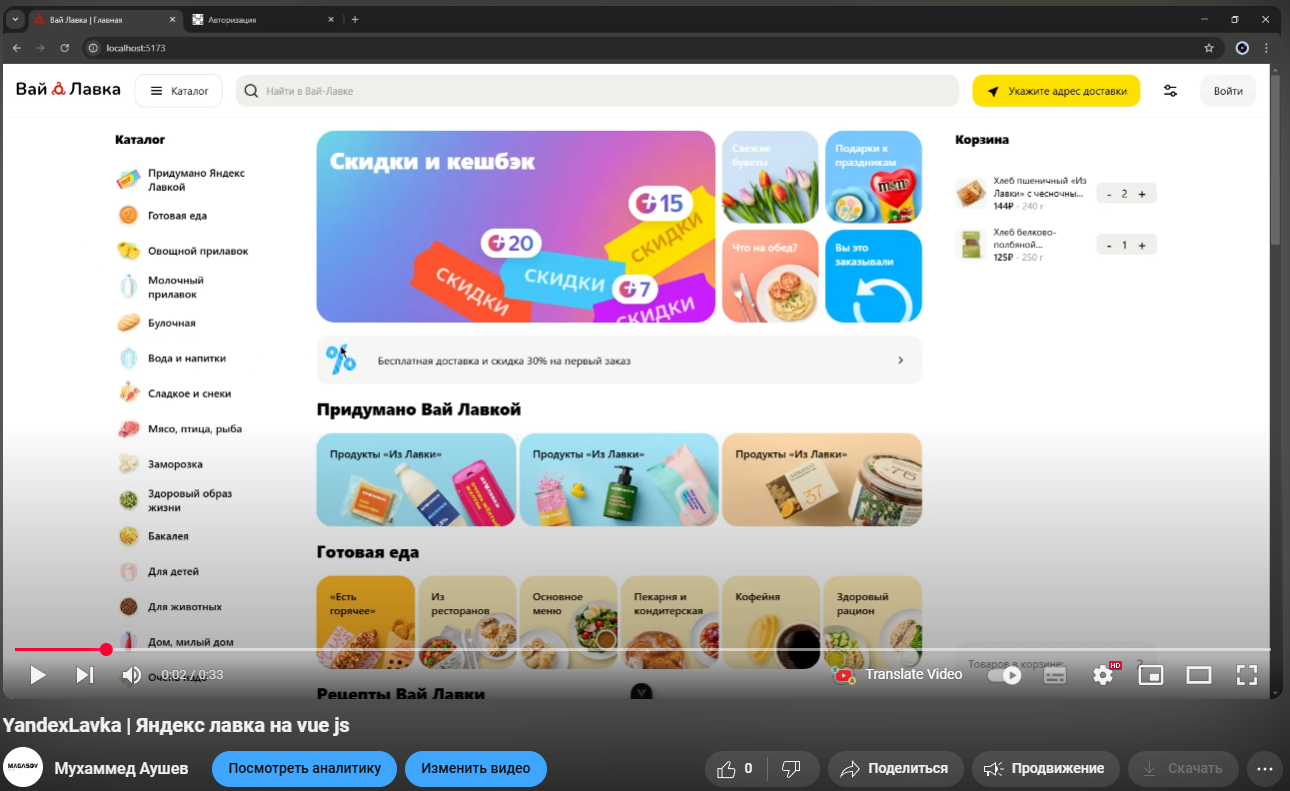 Вай Лавка | Главная
Авторизация
localhost:5173
Вай Лавка
Каталог
Найти в Вай-Лавке
Укажите адрес доставки
Войти
Каталог
Придумано Яндекс
Лавкой
Готовая еда
Овощной прилавок
Молочный
прилавок
Булочная
Вода и напитки
Сладкое и снеки
Мясо, птица, рыба
Заморозка
Здоровый образ
жизни
Бакалея
Для детей
Для животных
Дом, милый дом
Скидки и кешбэк
15
20
7
СКИДКИ
СКИДКИ
СКИДКИ
СКИДКИ
Свежие
букеты
Подарки к
праздникам
m&m's
Что на обед?
Вы это
заказывали
%
Бесплатная доставка и скидка 30% на первый заказ
Придумано Вай Лавкой
Продукты «Из Лавки»
Продукты «Из Лавки»
Продукты «Из Лавки»
37
76
Готовая еда
«Есть
горячее»
Из
ресторанов
Основное
меню
Пекарня и
кондитерская
Кофейня
Здоровый
рацион
Рецепты Вай Лавки
Корзина
Хлеб пшеничный «Из
Лавки» с чесночны...
144₽ · 240 г
- 2 +
Хлеб белково-
полбяной...
125₽ · 250 г
- 1 +
Товаров в корзине:
0:02 / 0:33
Translate Video
HD
YandexLavka | Яндекс лавка на vue js
MAGASOV
Мухаммед Аушев
Посмотреть аналитику
Изменить видео
0
Поделиться
Продвижение
Скачать